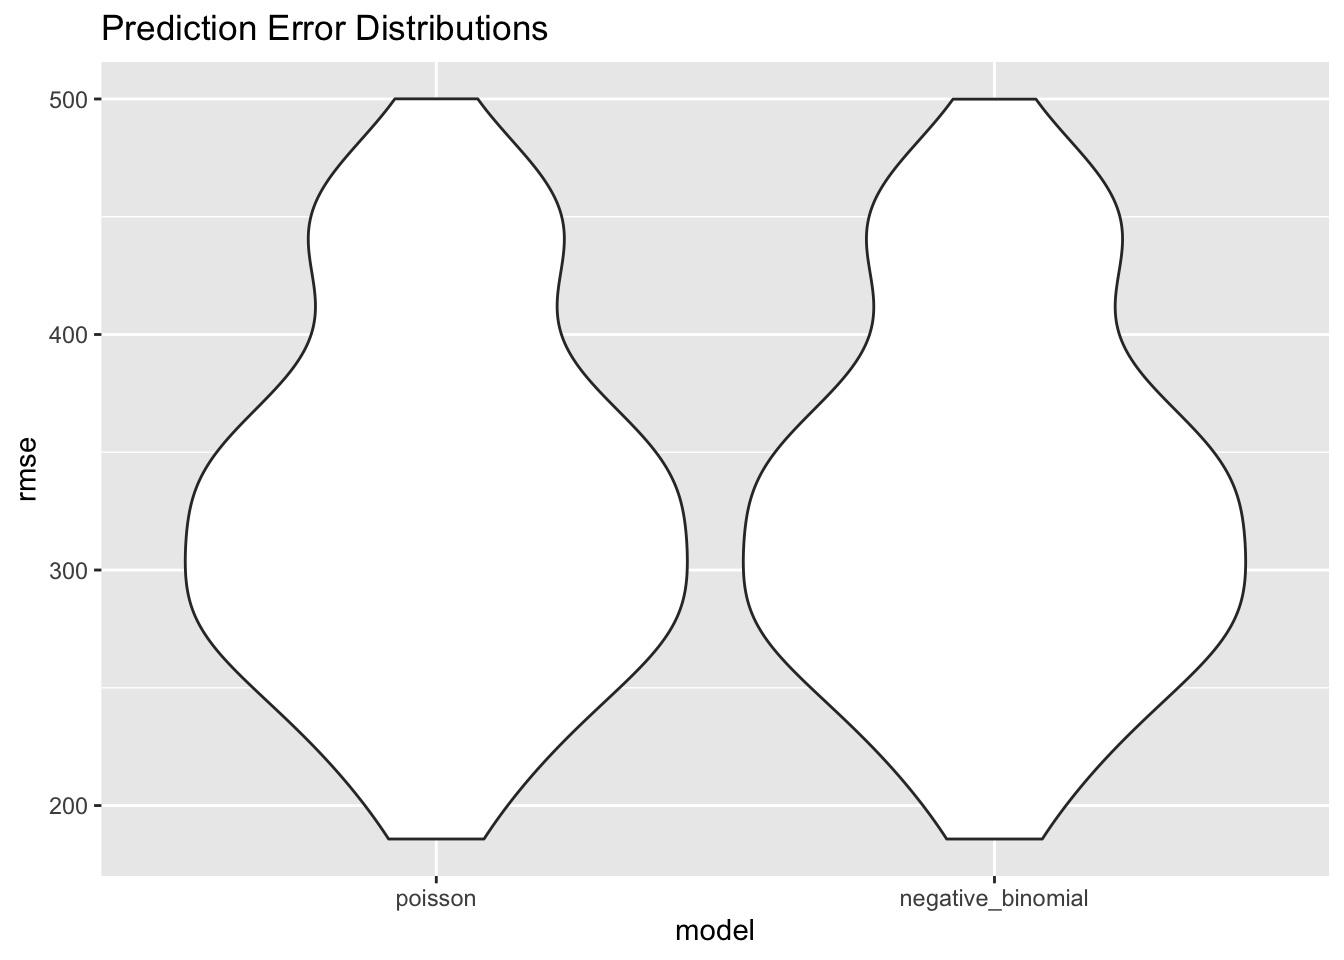 Prediction Error Distributions
500
400
300
200
rmse
poisson
negative_binomial
model